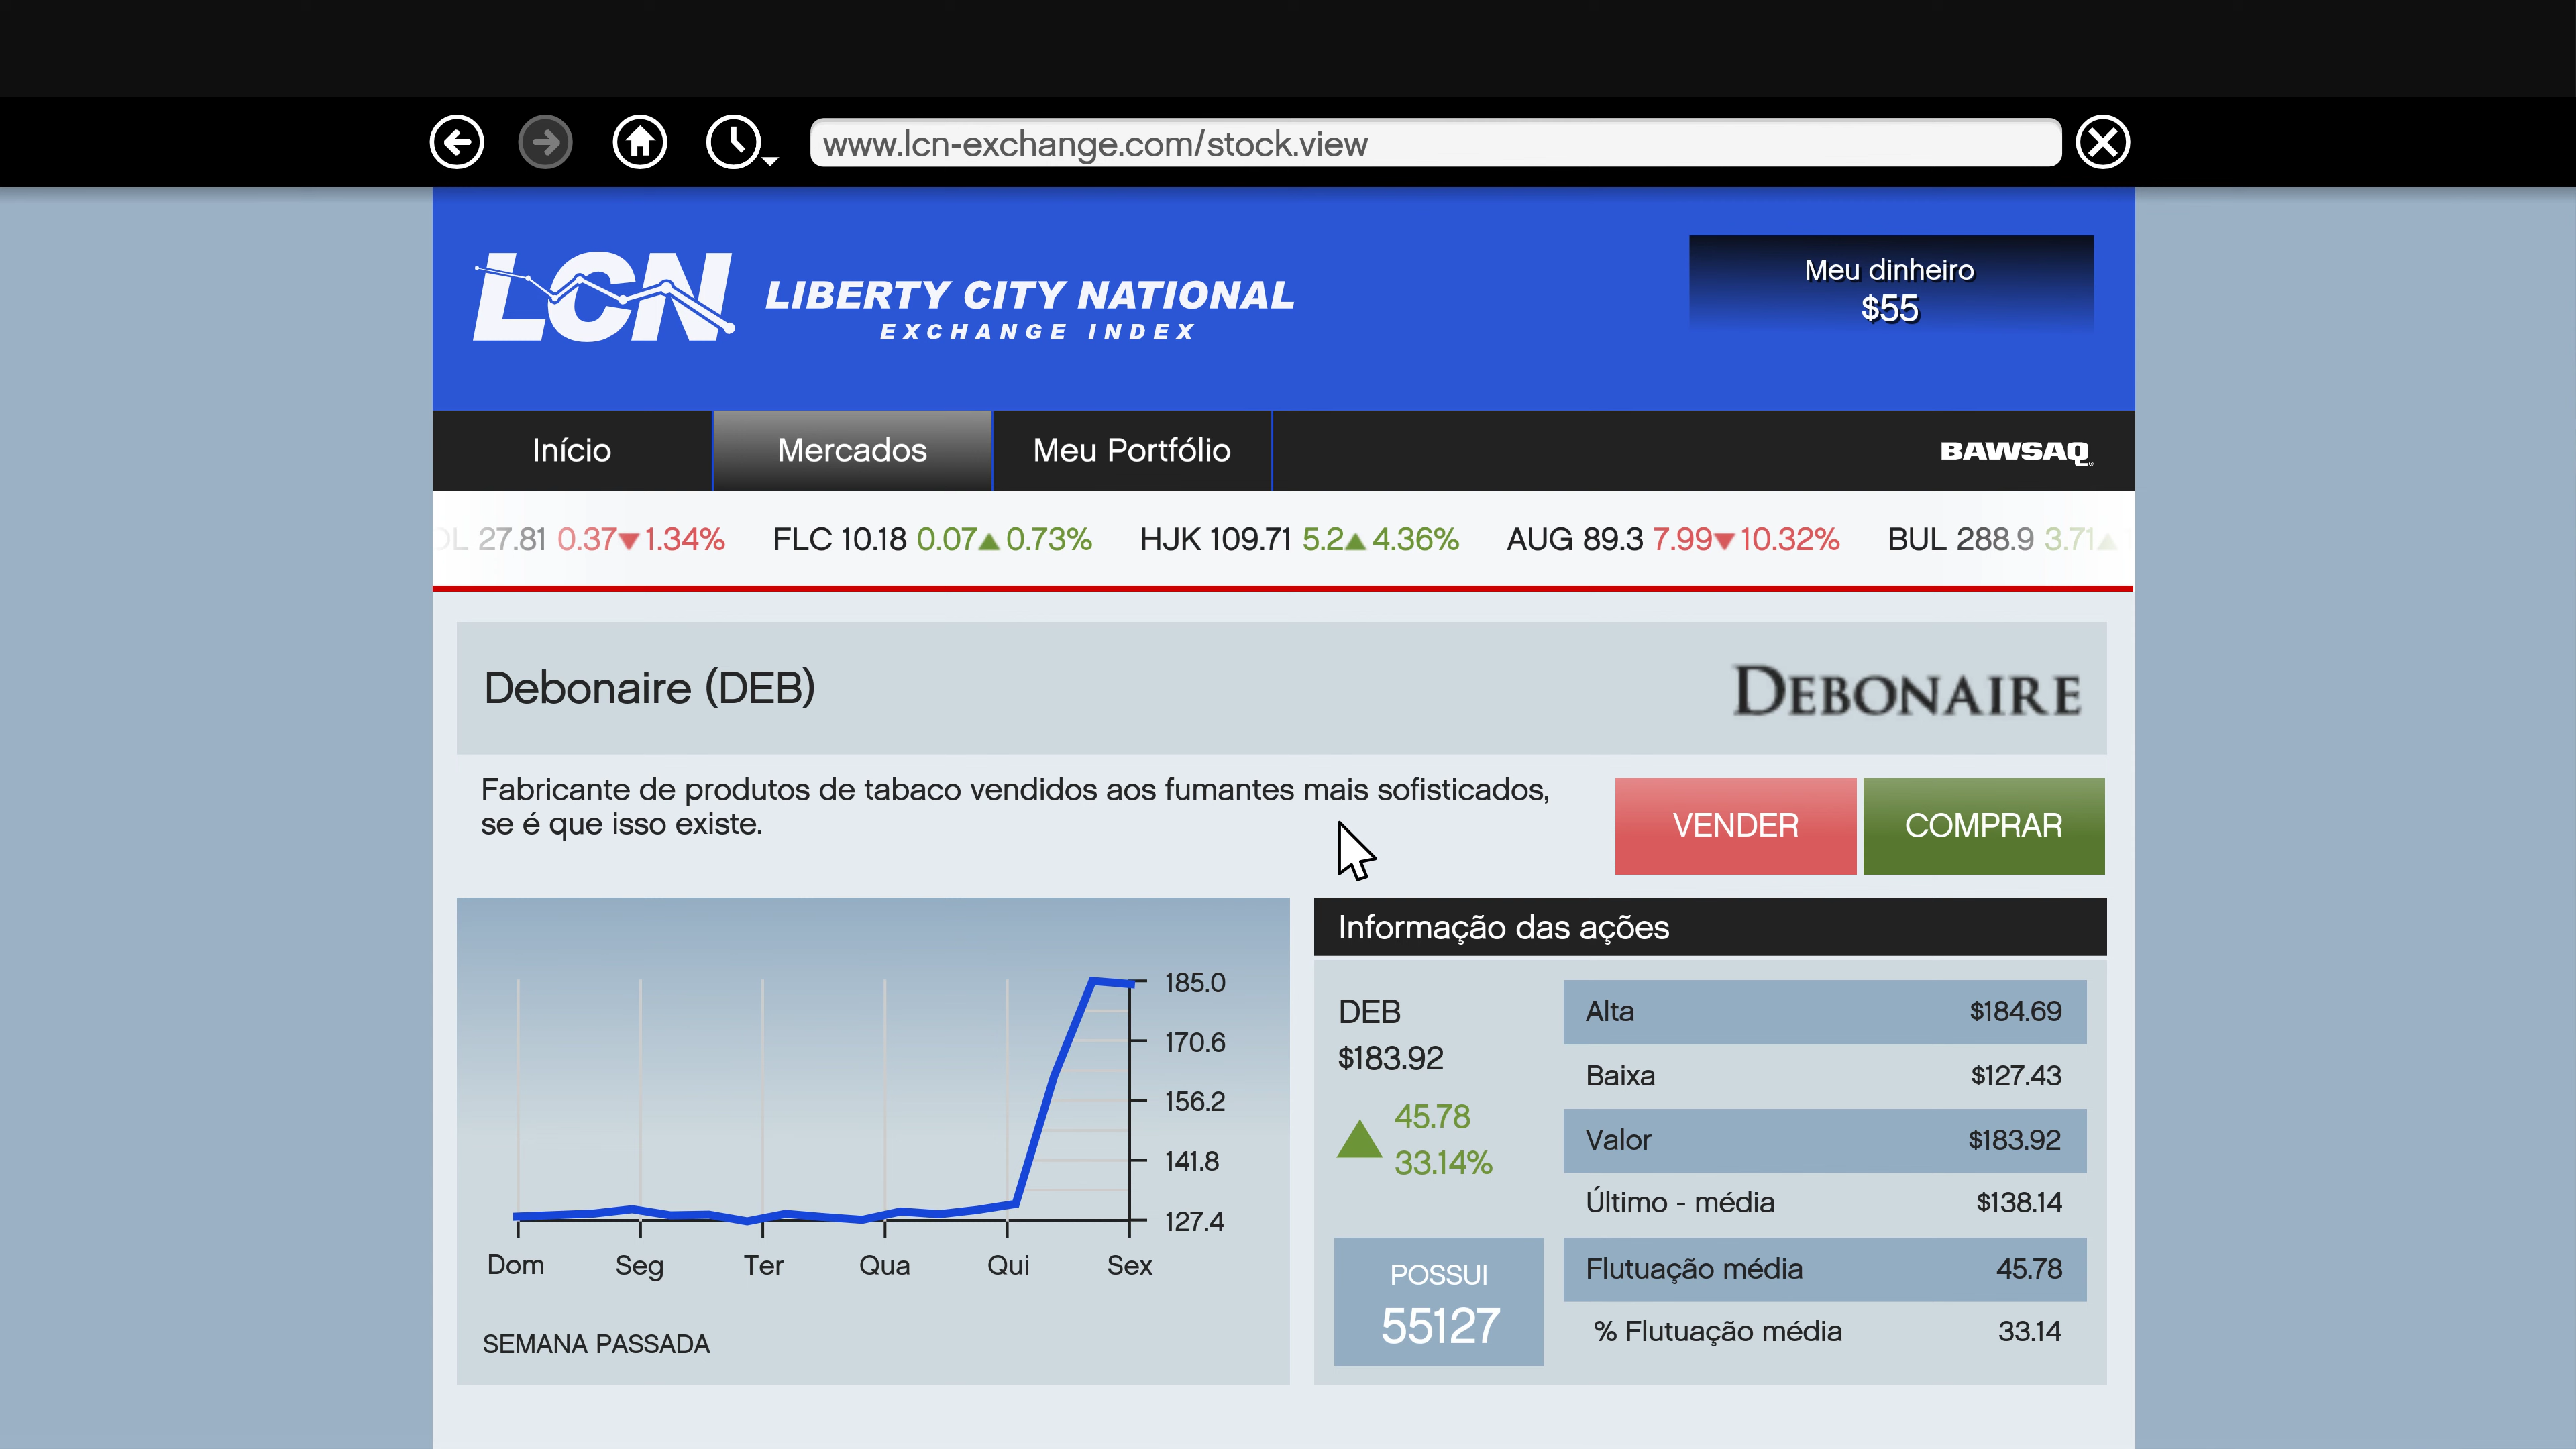 www.lcn-exchange.com/stock.view
LCN LIBERTY CITY NATIONAL
EXCHANGE INDEX
Meu dinheiro
$55
Início Mercados Meu Portfólio BAWSAQ
OL 27.81 0.37▼1.34% FLC 10.18 0.07▲0.73% HJK 109.71 5.2▲4.36% AUG 89.3 7.99▼10.32% BUL 288.9 3.71▲
Debonaire (DEB) DEBONAIRE
Fabricante de produtos de tabaco vendidos aos fumantes mais sofisticados,
se é que isso existe.
VENDER COMPRAR
185.0
170.6
156.2
141.8
127.4
Dom Seg Ter Qua Qui Sex
SEMANA PASSADA
Informação das ações
DEB
$183.92
▲ 45.78
33.14%
POSSUI
55127
Alta $184.69
Baixa $127.43
Valor $183.92
Último - média $138.14
Flutuação média 45.78
% Flutuação média 33.14